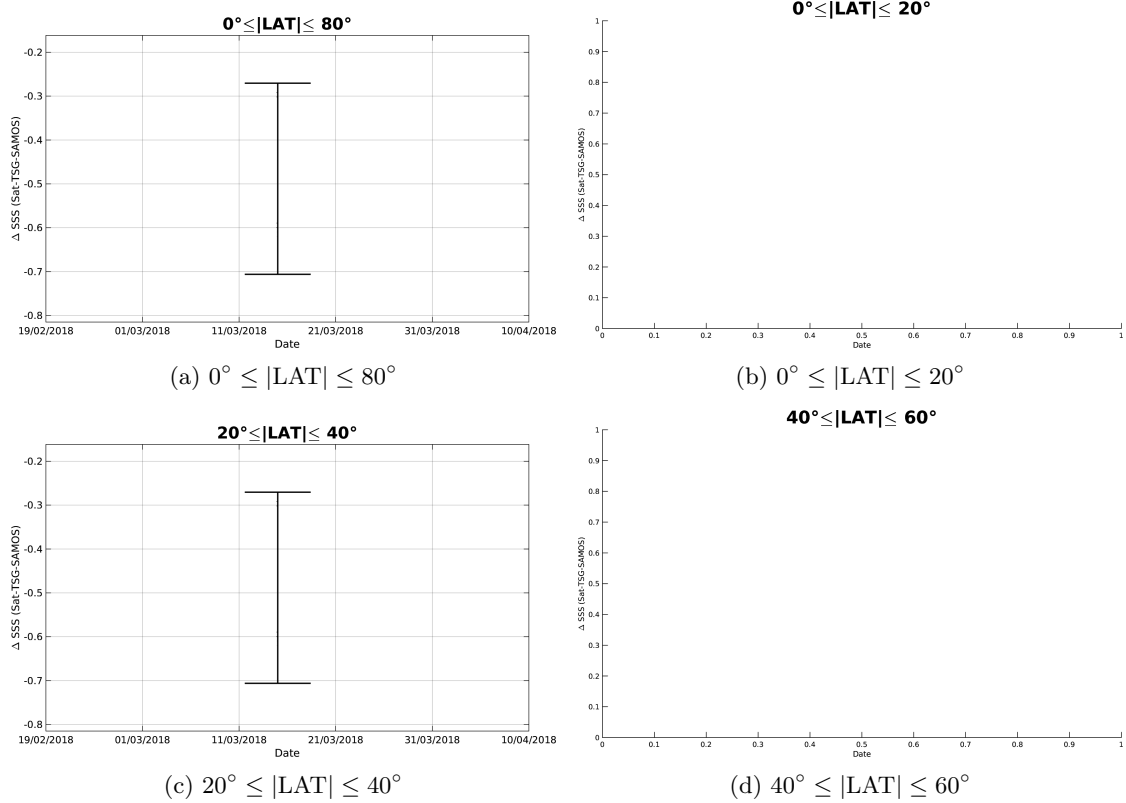 0°≤|LAT|≤ 80°
-0.2
-0.3
-0.4
-0.5
-0.6
-0.7
-0.8
Δ SSS (Sat-TSG-SAMOS)
19/02/2018 01/03/2018 11/03/2018 21/03/2018 31/03/2018 10/04/2018
Date
(a) 0° ≤ |LAT| ≤ 80°
0°≤|LAT|≤ 20°
1
0.9
0.8
0.7
0.6
0.5
0.4
0.3
0.2
0.1
0
Δ SSS (Sat-TSG-SAMOS)
0 0.1 0.2 0.3 0.4 0.5 0.6 0.7 0.8 0.9 1
Date
(b) 0° ≤ |LAT| ≤ 20°
20°≤|LAT|≤ 40°
-0.2
-0.3
-0.4
-0.5
-0.6
-0.7
-0.8
Δ SSS (Sat-TSG-SAMOS)
19/02/2018 01/03/2018 11/03/2018 21/03/2018 31/03/2018 10/04/2018
Date
(c) 20° ≤ |LAT| ≤ 40°
40°≤|LAT|≤ 60°
1
0.9
0.8
0.7
0.6
0.5
0.4
0.3
0.2
0.1
0
Δ SSS (Sat-TSG-SAMOS)
0 0.1 0.2 0.3 0.4 0.5 0.6 0.7 0.8 0.9 1
Date
(d) 40° ≤ |LAT| ≤ 60°